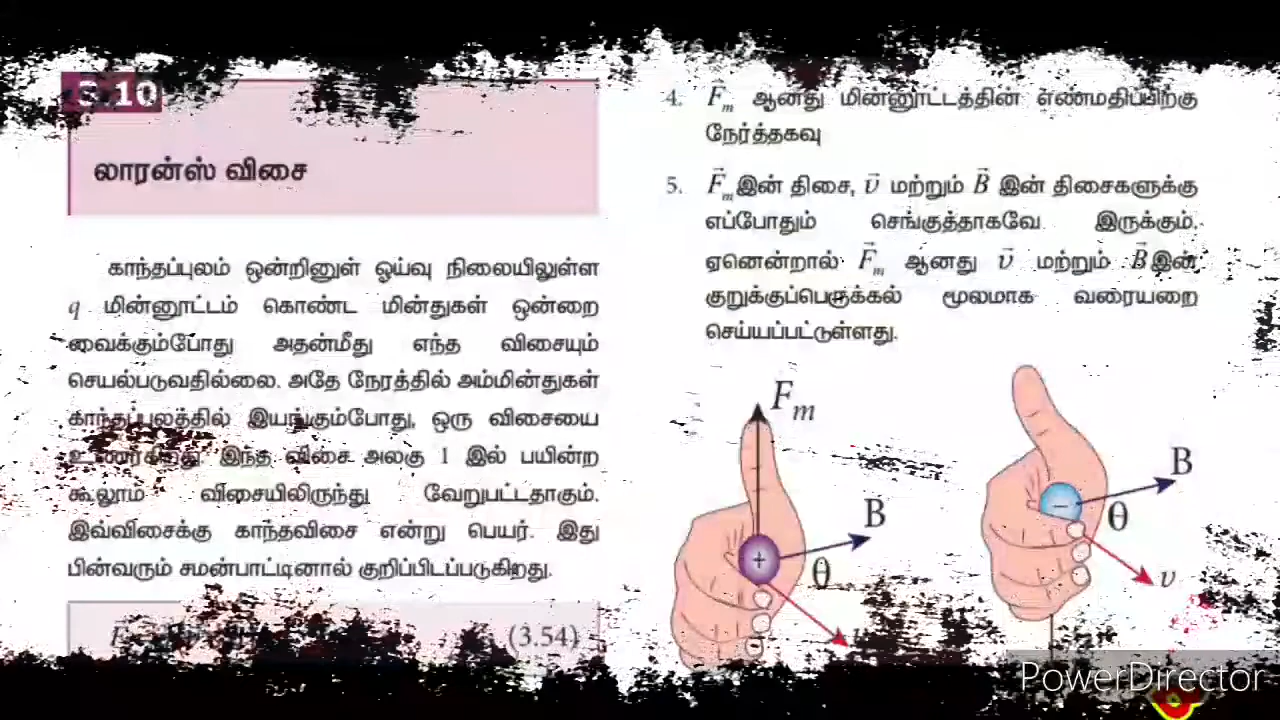 3.10
லாரன்ஸ் விசை
காந்தப்புலம் ஒன்றினுள் ஓய்வு நிலையிலுள்ள
q மின்னூட்டம் கொண்ட மின்துகள் ஒன்றை
வைக்கும்போது அதன்மீது எந்த விசையும்
செயல்படுவதில்லை. அதே நேரத்தில் அம்மின்துகள்
காந்தப்புலத்தில் இயங்கும்போது, ஒரு விசையை
உணர்கிறது. இந்த விசை அலகு 1 இல் பயின்ற
கூலூம் விசையிலிருந்து வேறுபட்டதாகும்.
இவ்விசைக்கு காந்தவிசை என்று பெயர். இது
பின்வரும் சமன்பாட்டினால் குறிப்பிடப்படுகிறது.
(3.54)
4. F⃗m ஆனது மின்னூட்டத்தின் எண்மதிப்பிற்கு
நேர்த்தகவு
5. F⃗m இன் திசை, v⃗ மற்றும் B⃗ இன் திசைகளுக்கு
எப்போதும் செங்குத்தாகவே இருக்கும்.
ஏனென்றால் F⃗m ஆனது v⃗ மற்றும் B⃗ இன்
குறுக்குப்பெருக்கல் மூலமாக வரையறை
செய்யப்பட்டுள்ளது.
Fm
B
+
θ
B
−
θ
v
PowerDirector